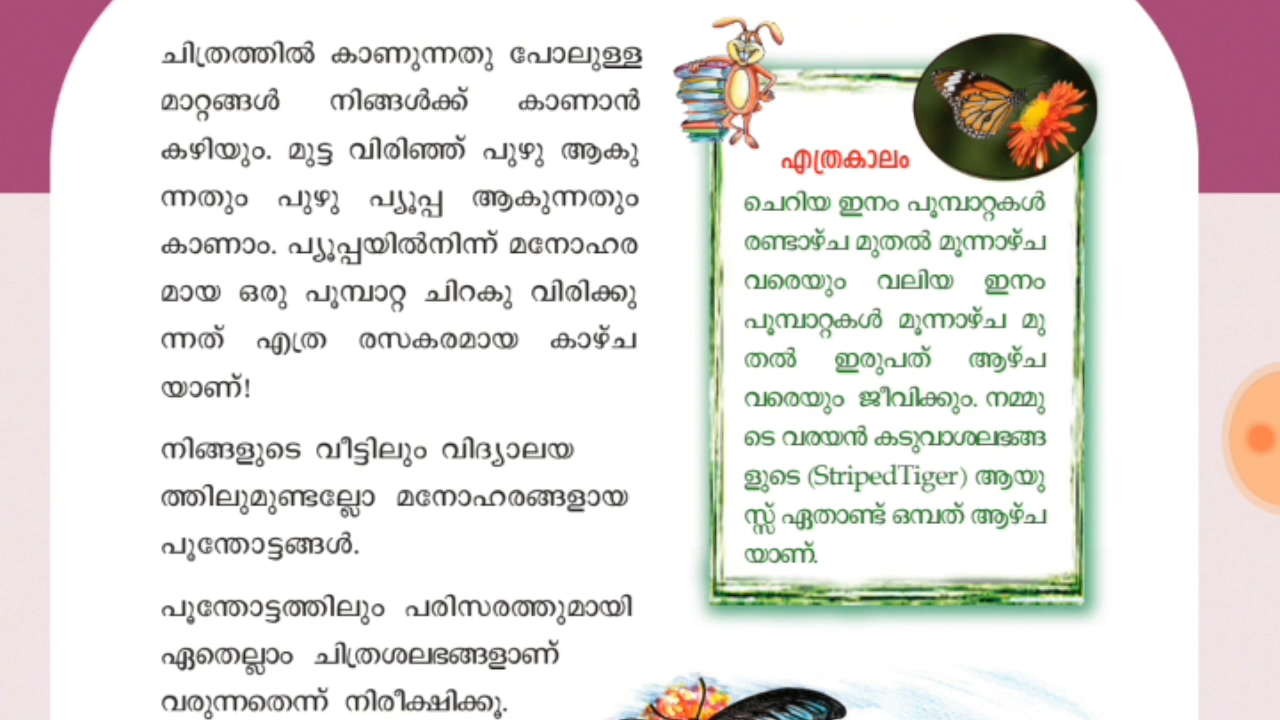 ചിത്രത്തിൽ കാണുന്നതു പോലുള്ള
മാറ്റങ്ങൾ നിങ്ങൾക്ക് കാണാൻ
കഴിയും. മുട്ട വിരിഞ്ഞ് പുഴു ആകു
ന്നതും പുഴു പ്യൂപ്പ ആകുന്നതും
കാണാം. പ്യൂപ്പയിൽനിന്ന് മനോഹര
മായ ഒരു പൂമ്പാറ്റ ചിറകു വിരിക്കു
ന്നത് എത്ര രസകരമായ കാഴ്ച
യാണ്!
നിങ്ങളുടെ വീട്ടിലും വിദ്യാലയ
ത്തിലുമുണ്ടല്ലോ മനോഹരങ്ങളായ
പൂന്തോട്ടങ്ങൾ.
പൂന്തോട്ടത്തിലും പരിസരത്തുമായി
ഏതെല്ലാം ചിത്രശലഭങ്ങളാണ്
വരുന്നതെന്ന് നിരീക്ഷിക്കൂ.
എത്രകാലം
ചെറിയ ഇനം പൂമ്പാറ്റകൾ
രണ്ടാഴ്ച മുതൽ മൂന്നാഴ്ച
വരെയും വലിയ ഇനം
പൂമ്പാറ്റകൾ മൂന്നാഴ്ച മു
തൽ ഇരുപത് ആഴ്ച
വരെയും ജീവിക്കും. നമ്മു
ടെ വരയൻ കടുവാശലഭങ്ങ
ളുടെ (StripedTiger) ആയു
സ്സ് ഏതാണ്ട് ഒമ്പത് ആഴ്ച
യാണ്.